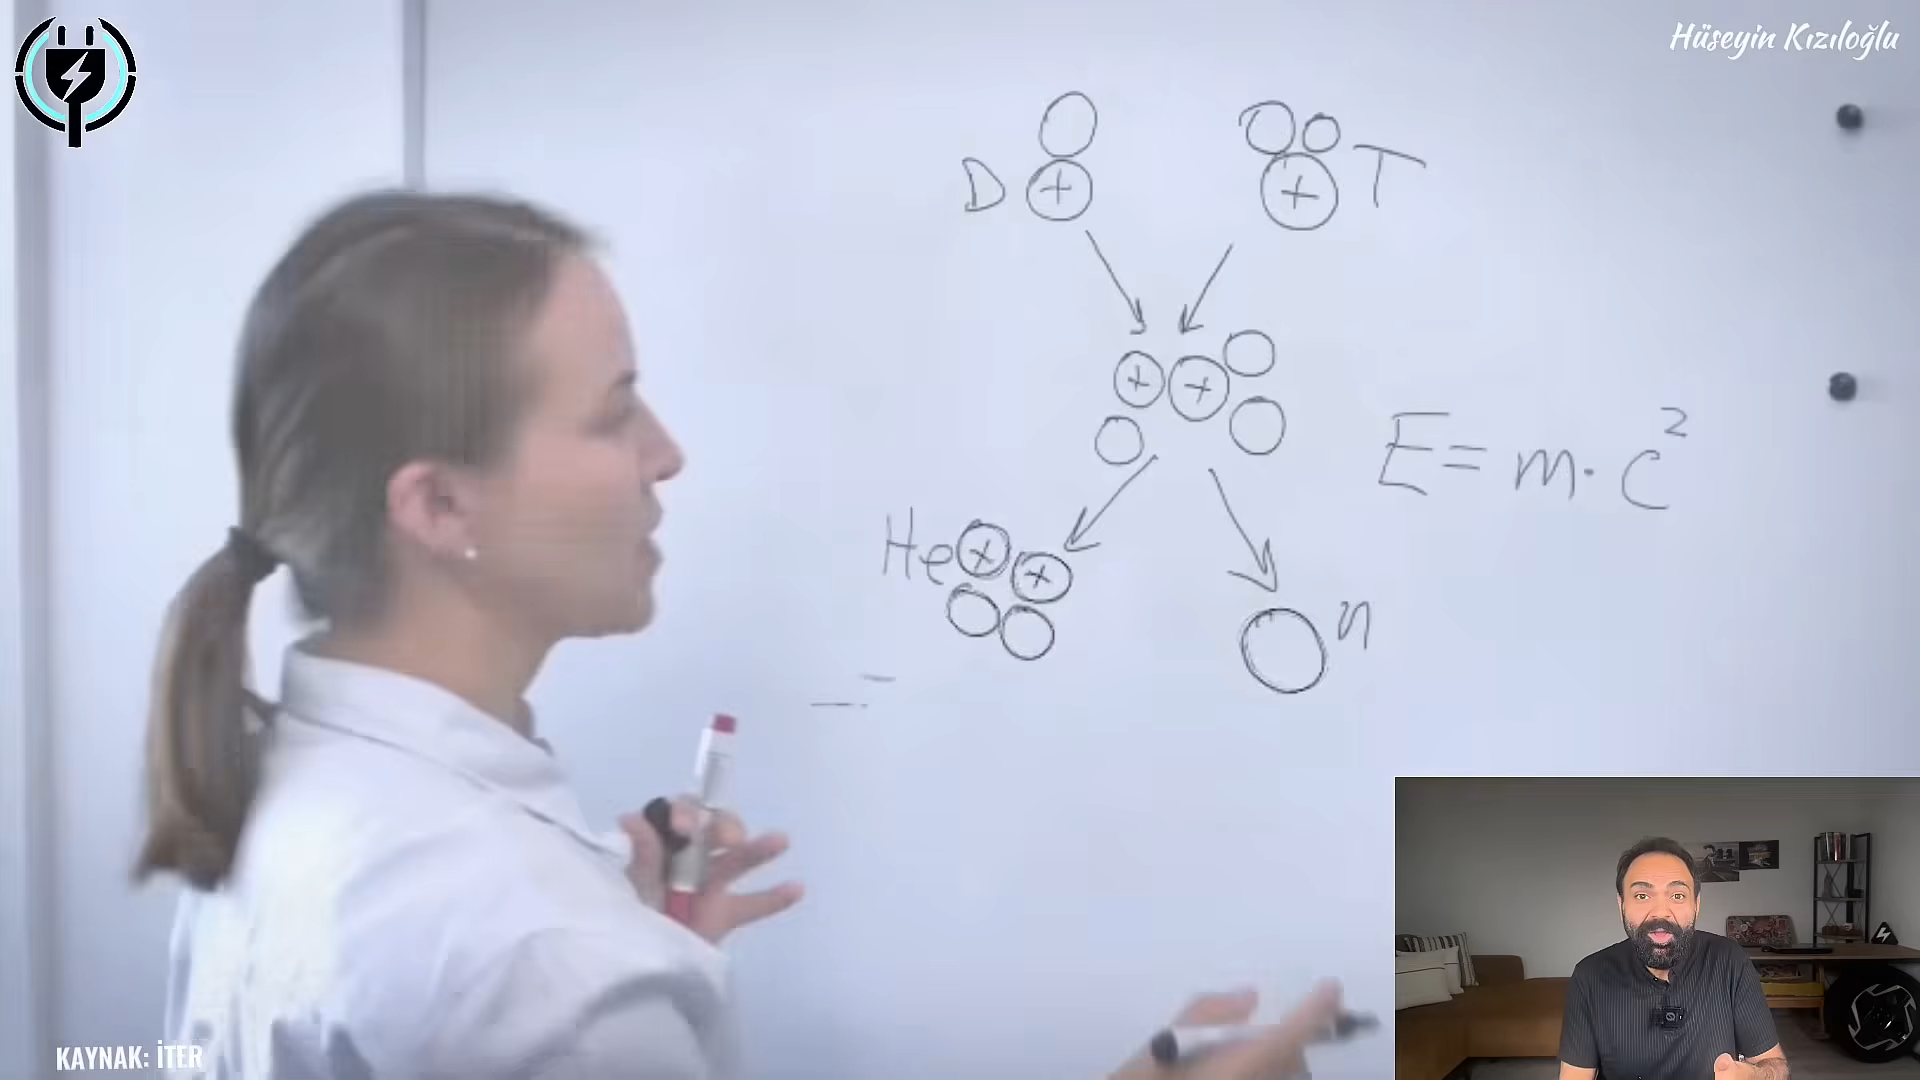 Hüseyin Kızıloğlu
D + + T
+ +
E = m · c²
He + +
n
KAYNAK: İTER